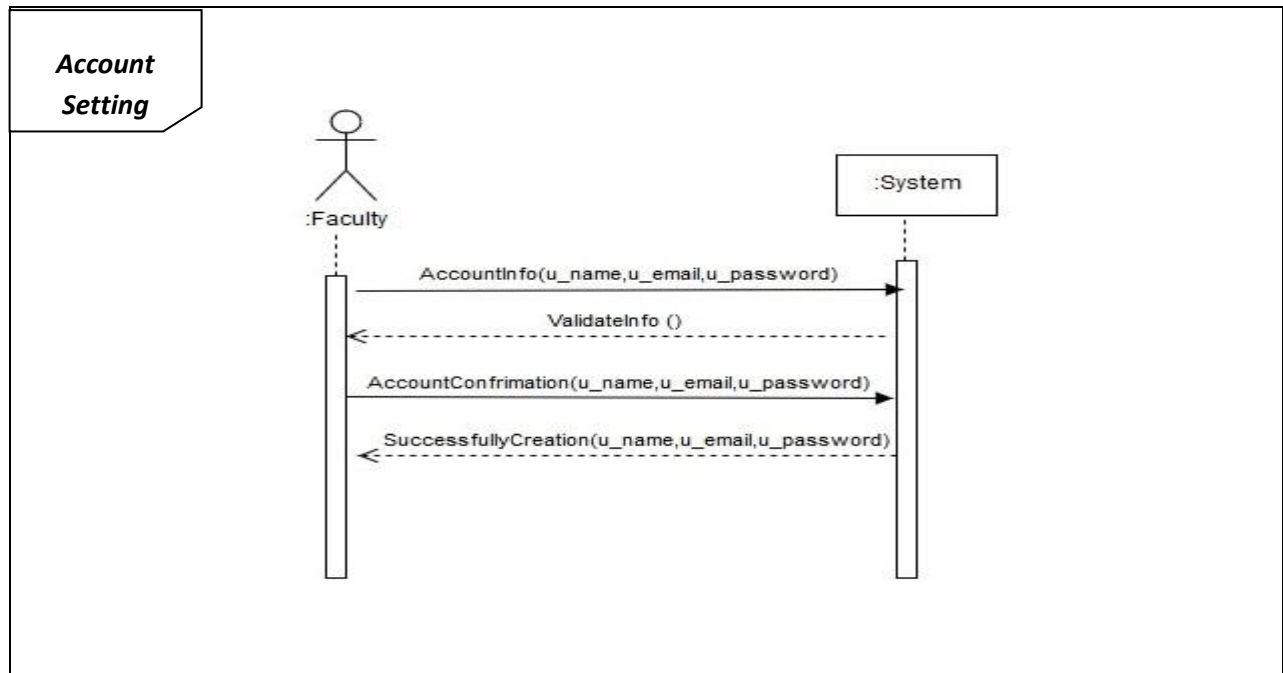 Account
Setting
:Faculty
:System
AccountInfo(u_name,u_email,u_password)
ValidateInfo ()
AccountConfrimation(u_name,u_email,u_password)
SuccessfullyCreation(u_name,u_email,u_password)